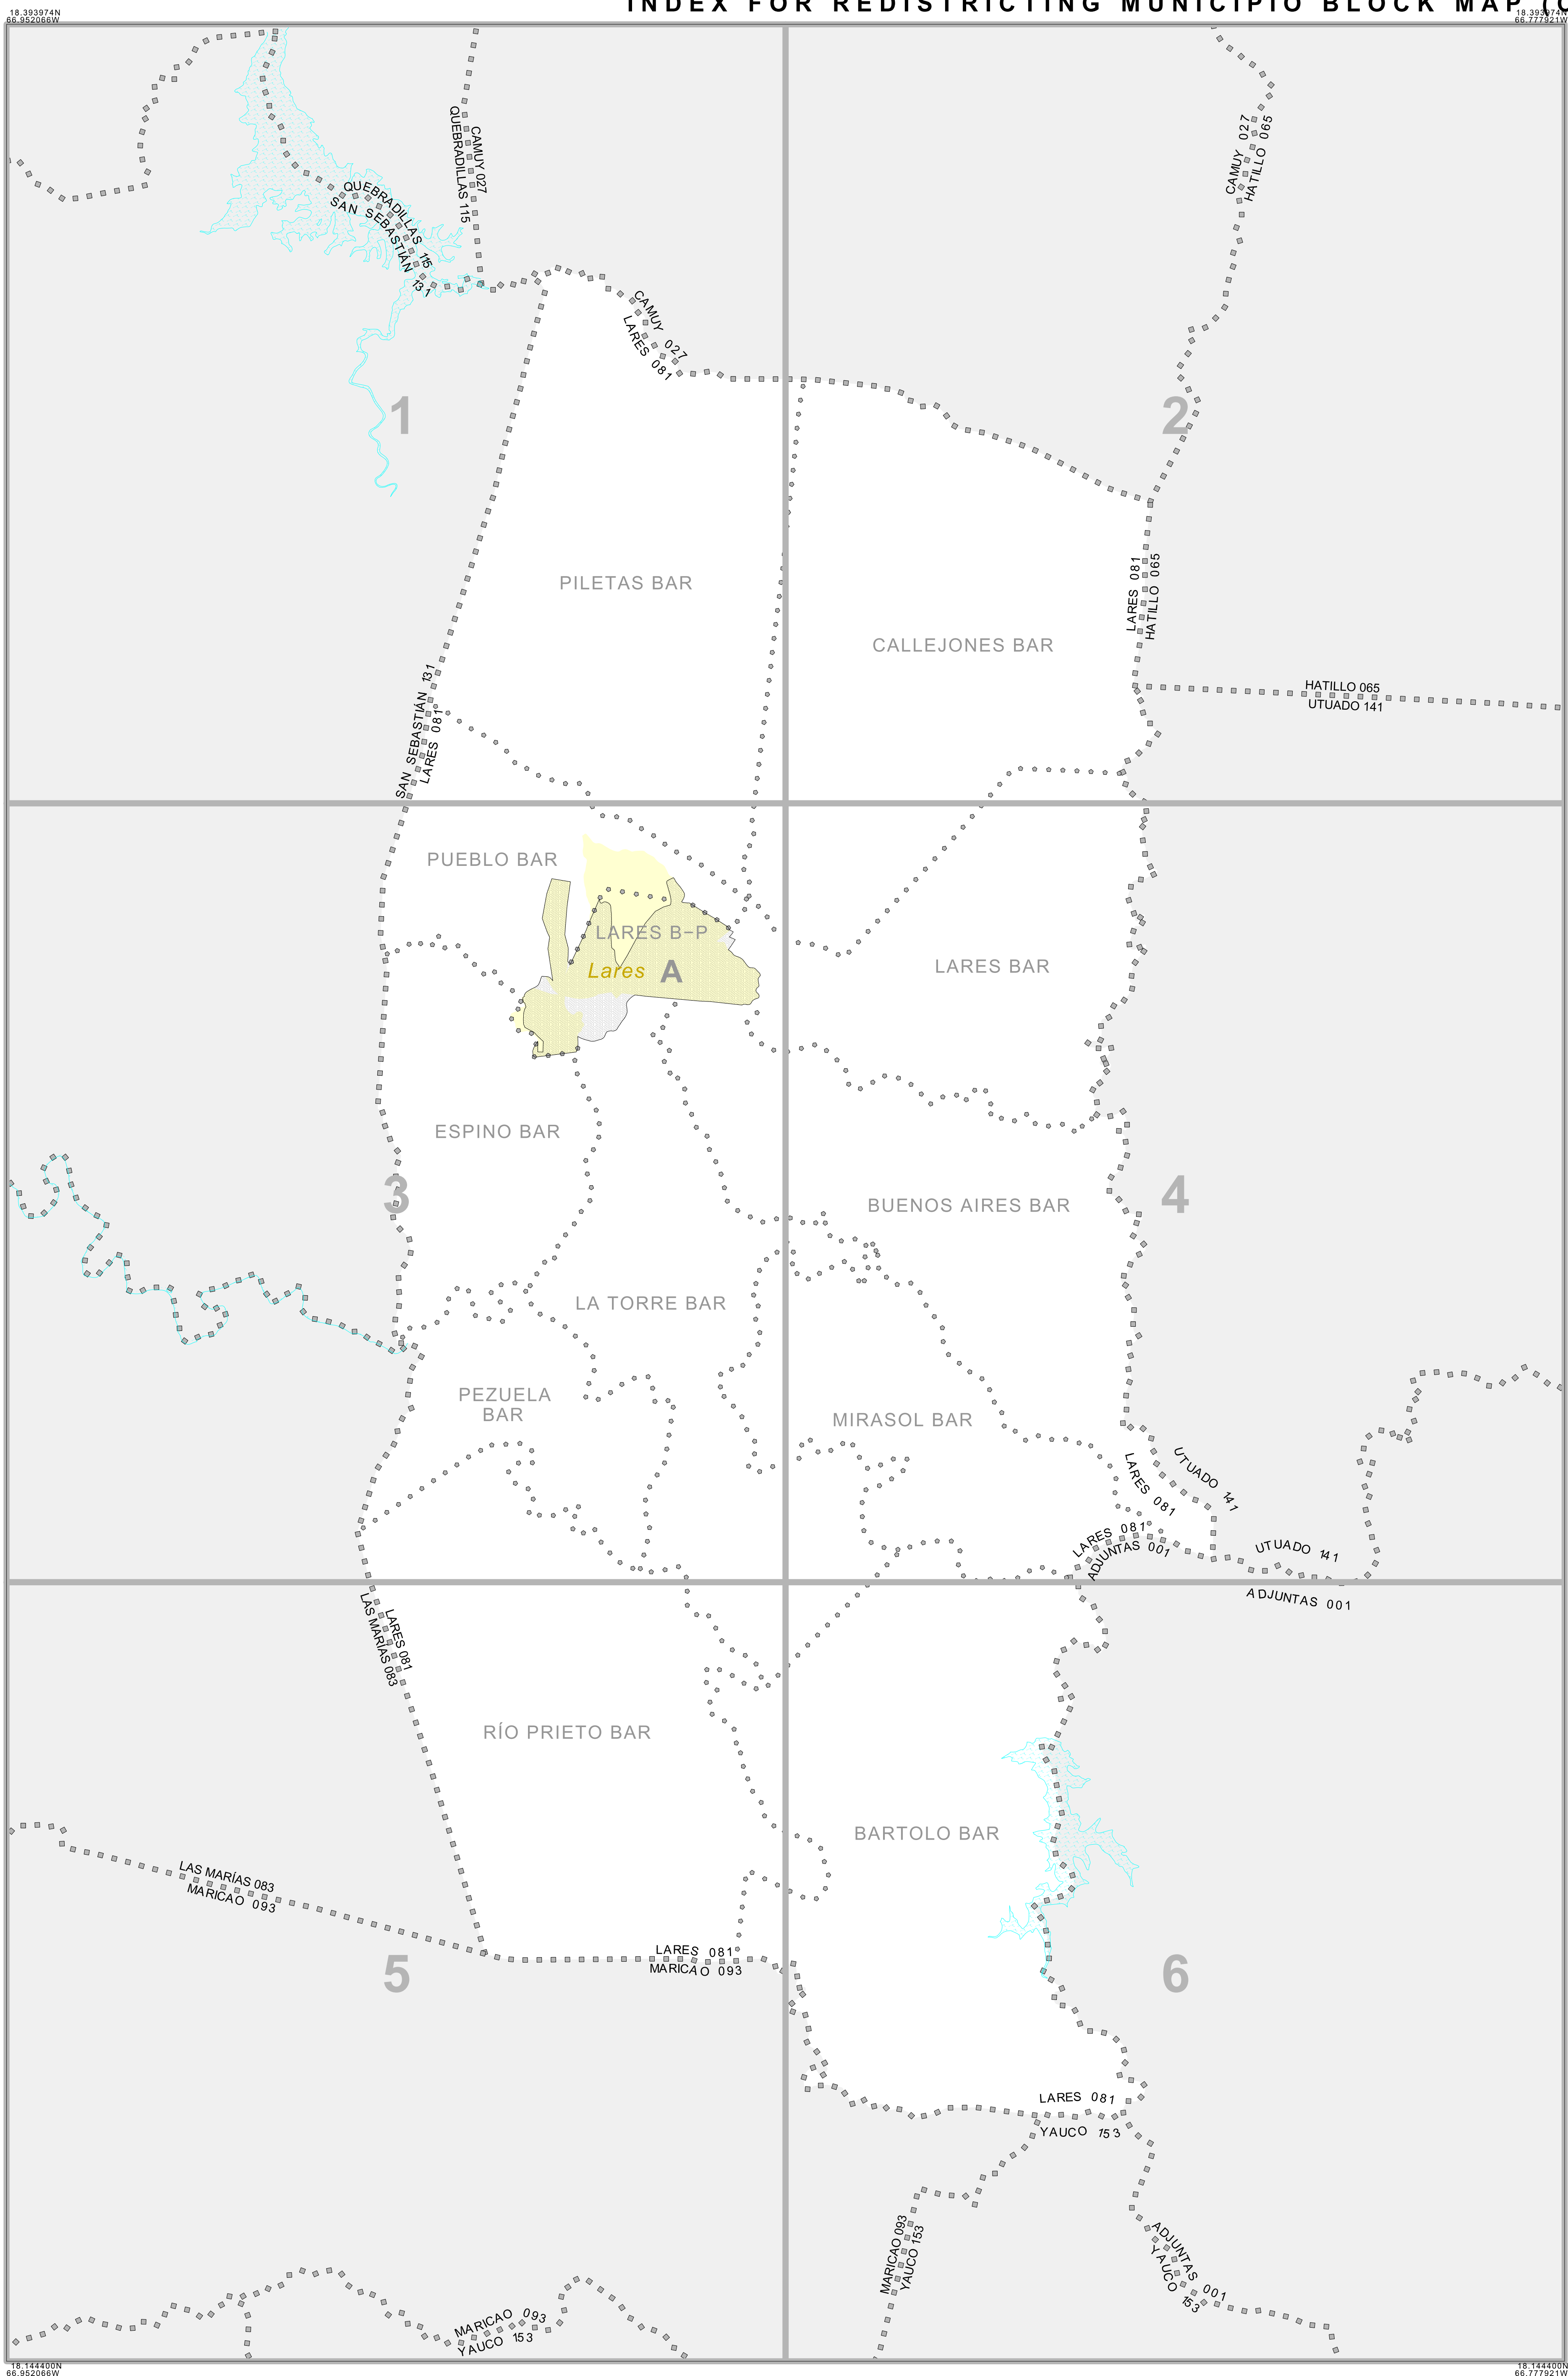 INDEX FOR REDISTRICTING MUNICIPIO BLOCK MAP
18.393974N
66.952066W
18.393974N
66.777921W
CAMUY 027
QUEBRADILLAS 115
CAMUY 027
HATILLO 065
QUEBRADILLAS 115
SAN SEBASTIÁN 131
CAMUY 027
LARES 081
1
2
PILETAS BAR
LARES 081
HATILLO 065
CALLEJONES BAR
SAN SEBASTIÁN 131
LARES 081
HATILLO 065
UTUADO 141
PUEBLO BAR
LARES B-P
Lares A
LARES BAR
ESPINO BAR
3
BUENOS AIRES BAR
4
LA TORRE BAR
PEZUELA
BAR
MIRASOL BAR
LARES 081
UTUADO 141
LARES 081
ADJUNTAS 001
UTUADO 141
ADJUNTAS 001
LARES 081
LAS MARÍAS 083
RÍO PRIETO BAR
BARTOLO BAR
LAS MARÍAS 083
MARICAO 093
LARES 081
MARICAO 093
5
6
LARES 081
YAUCO 153
MARICAO 093
YAUCO 153
ADJUNTAS 001
YAUCO 153
MARICAO 093
YAUCO 153
18.144400N
66.952066W
18.144400N
66.777921W